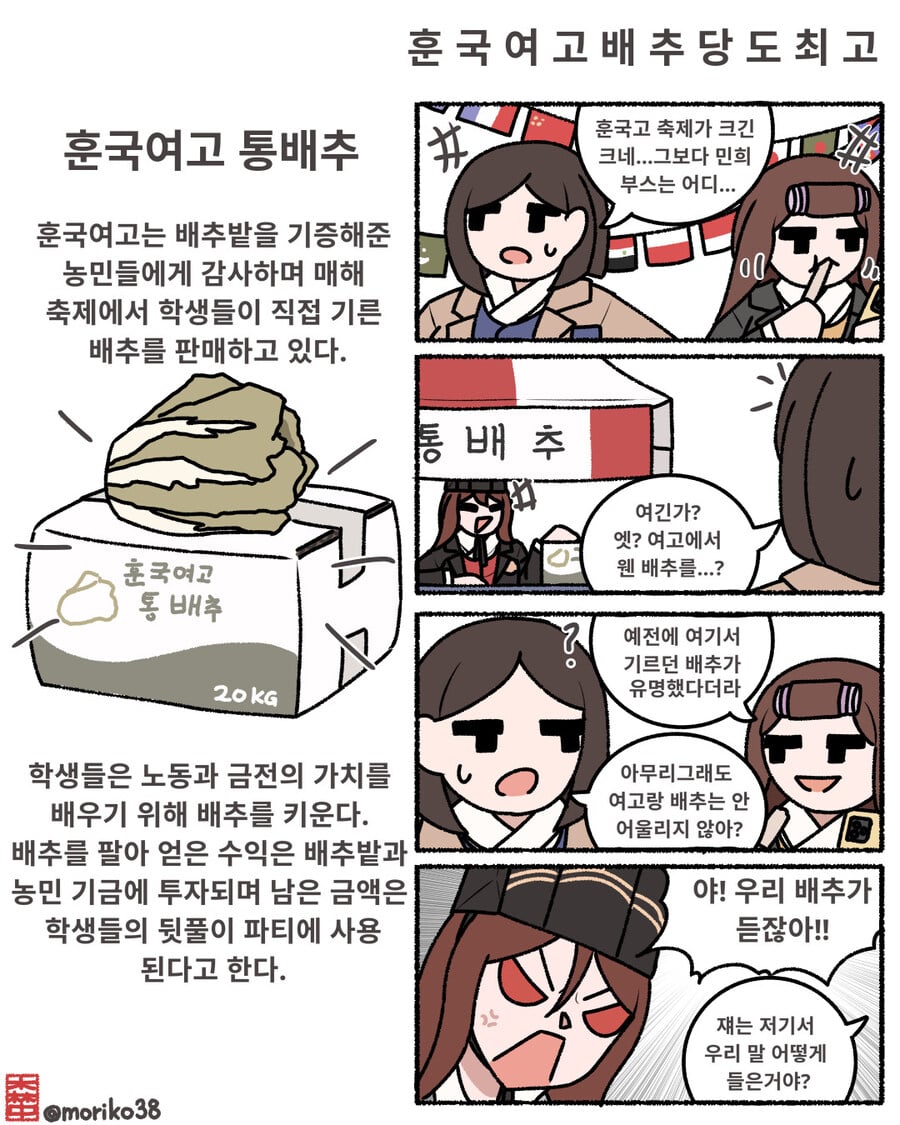 훈국여고배추당도최고
훈국여고 통배추
훈국여고는 배추밭을 기증해준
농민들에게 감사하며 매해
축제에서 학생들이 직접 기른
배추를 판매하고 있다.
훈국여고
통배추
20KG
학생들은 노동과 금전의 가치를
배우기 위해 배추를 키운다.
배추를 팔아 얻은 수익은 배추밭과
농민 기금에 투자되며 남은 금액은
학생들의 뒷풀이 파티에 사용
된다고 한다.
@moriko38
훈국고 축제가 크긴
크네...그보다 민희
부스는 어디...
통배추
여긴가?
엣? 여고에서
웬 배추를...?
?
예전에 여기서
기르던 배추가
유명했다더라
아무리그래도
여고랑 배추는 안
어울리지 않아?
야! 우리 배추가
듣잖아!!
쟤는 저기서
우리 말 어떻게
들은거야?